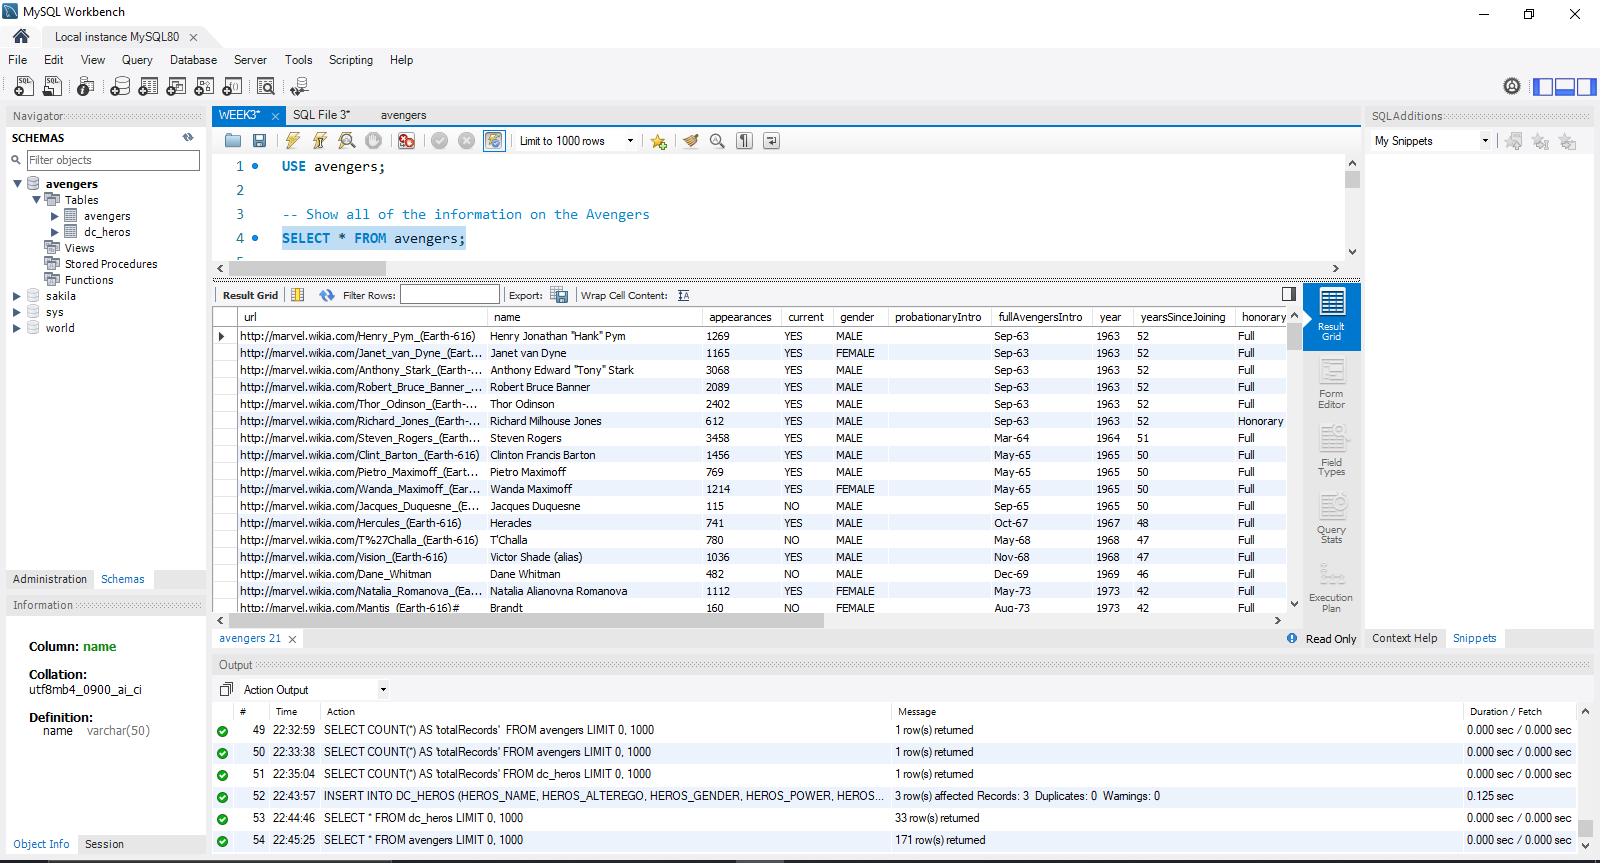 MySQL Workbench
Local instance MySQL80
File Edit View Query Database Server Tools Scripting Help
Navigator
SCHEMAS
Filter objects
avengers
Tables
avengers
dc_heros
Views
Stored Procedures
Functions
sakila
sys
world
Administration Schemas
Information
Column: name
Collation:
utf8mb4_0900_ai_ci
Definition:
name varchar(50)
Object Info Session
WEEK3* SQL File 3* avengers
Limit to 1000 rows
1 USE avengers;
2
3 -- Show all of the information on the Avengers
4 SELECT * FROM avengers;
Result Grid Filter Rows: Export: Wrap Cell Content:
url name appearances current gender probationaryIntro fullAvengersIntro year yearsSinceJoining honorary
http://marvel.wikia.com/Henry_Pym_(Earth-616) Henry Jonathan "Hank" Pym 1269 YES MALE Sep-63 1963 52 Full
http://marvel.wikia.com/Janet_van_Dyne_(Eart... Janet van Dyne 1165 YES FEMALE Sep-63 1963 52 Full
http://marvel.wikia.com/Anthony_Stark_(Earth-... Anthony Edward "Tony" Stark 3068 YES MALE Sep-63 1963 52 Full
http://marvel.wikia.com/Robert_Bruce_Banner_... Robert Bruce Banner 2089 YES MALE Sep-63 1963 52 Full
http://marvel.wikia.com/Thor_Odinson_(Earth-... Thor Odinson 2402 YES MALE Sep-63 1963 52 Full
http://marvel.wikia.com/Richard_Jones_(Earth-... Richard Milhouse Jones 612 YES MALE Sep-63 1963 52 Honorary
http://marvel.wikia.com/Steven_Rogers_(Earth... Steven Rogers 3458 YES MALE Mar-64 1964 51 Full
http://marvel.wikia.com/Clint_Barton_(Earth-616) Clinton Francis Barton 1456 YES MALE May-65 1965 50 Full
http://marvel.wikia.com/Pietro_Maximoff_(Eart... Pietro Maximoff 769 YES MALE May-65 1965 50 Full
http://marvel.wikia.com/Wanda_Maximoff_(Ear... Wanda Maximoff 1214 YES FEMALE May-65 1965 50 Full
http://marvel.wikia.com/Jacques_Duquesne_(E... Jacques Duquesne 115 NO MALE Sep-65 1965 50 Full
http://marvel.wikia.com/Hercules_(Earth-616) Heracles 741 YES MALE Oct-67 1967 48 Full
http://marvel.wikia.com/T%27Challa_(Earth-616) T'Challa 780 NO MALE May-68 1968 47 Full
http://marvel.wikia.com/Vision_(Earth-616) Victor Shade (alias) 1036 YES MALE Nov-68 1968 47 Full
http://marvel.wikia.com/Dane_Whitman Dane Whitman 482 NO MALE Dec-69 1969 46 Full
http://marvel.wikia.com/Natalia_Romanova_(Ea... Natalia Alianovna Romanova 1112 YES FEMALE May-73 1973 42 Full
http://marvel.wikia.com/Mantis_(Earth-616)# Brandt 160 NO FEMALE Aug-73 1973 42 Full
Result Grid
Form Editor
Field Types
Query Stats
Execution Plan
avengers 21 Read Only
SQLAdditions
My Snippets
Context Help Snippets
Output
Action Output
# Time Action Message Duration / Fetch
49 22:32:59 SELECT COUNT(*) AS 'totalRecords' FROM avengers LIMIT 0, 1000 1 row(s) returned 0.000 sec / 0.000 sec
50 22:33:38 SELECT COUNT(*) AS 'totalRecords' FROM avengers LIMIT 0, 1000 1 row(s) returned 0.000 sec / 0.000 sec
51 22:35:04 SELECT COUNT(*) AS 'totalRecords' FROM dc_heros LIMIT 0, 1000 1 row(s) returned 0.000 sec / 0.000 sec
52 22:43:57 INSERT INTO DC_HEROS (HEROS_NAME, HEROS_ALTEREGO, HEROS_GENDER, HEROS_POWER, HEROS... 3 row(s) affected Records: 3 Duplicates: 0 Warnings: 0 0.125 sec
53 22:44:46 SELECT * FROM dc_heros LIMIT 0, 1000 33 row(s) returned 0.000 sec / 0.000 sec
54 22:45:25 SELECT * FROM avengers LIMIT 0, 1000 171 row(s) returned 0.000 sec / 0.000 sec